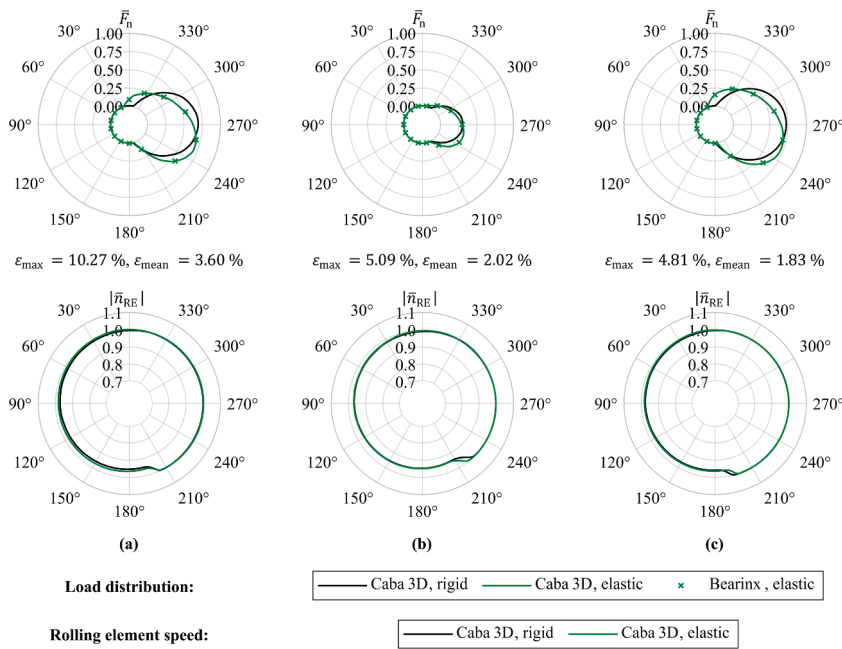 F̅n F̅n F̅n
1.00 1.00 1.00
30° 330° 30° 330° 30° 330°
0.75 0.75 0.75
60° 0.50 300° 60° 0.50 300° 60° 0.50 300°
0.25 0.25 0.25
0.00 0.00 0.00
90° 270° 90° 270° 90° 270°
120° 240° 120° 240° 120° 240°
150° 210° 150° 210° 150° 210°
180° 180° 180°
εmax = 10.27 %, εmean = 3.60 % εmax = 5.09 %, εmean = 2.02 % εmax = 4.81 %, εmean = 1.83 %
|n̅RE| |n̅RE| |n̅RE|
30° 1.1 330° 30° 1.1 330° 30° 1.1 330°
1.0 1.0 1.0
60° 0.9 300° 60° 0.9 300° 60° 0.9 300°
0.8 0.8 0.8
0.7 0.7 0.7
90° 270° 90° 270° 90° 270°
120° 240° 120° 240° 120° 240°
150° 210° 150° 210° 150° 210°
180° 180° 180°
(a) (b) (c)
Load distribution: Caba 3D, rigid Caba 3D, elastic Bearinx , elastic
Rolling element speed: Caba 3D, rigid Caba 3D, elastic